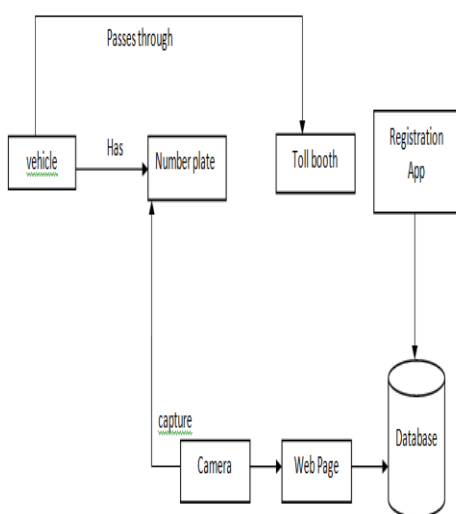 Passes through
vehicle
Has
Number plate
Toll booth
Registration
App
capture
Camera
Web Page
Database